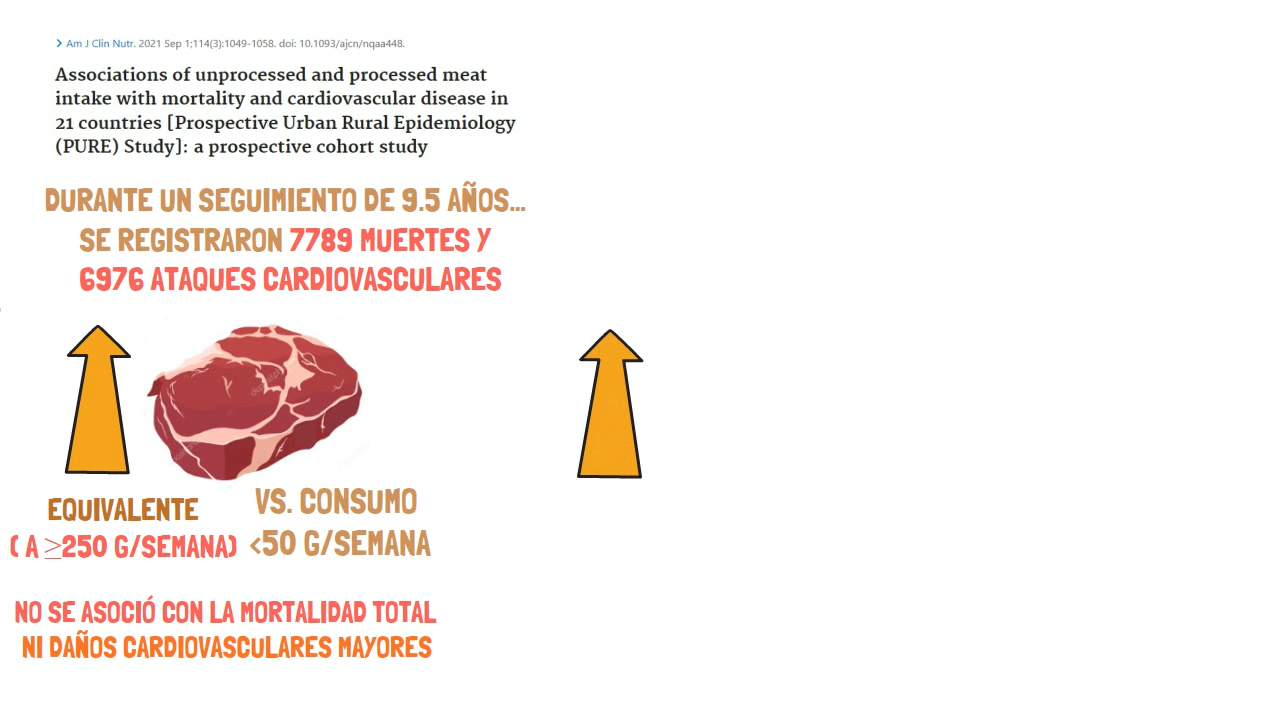 > Am J Clin Nutr. 2021 Sep 1;114(3):1049-1058. doi: 10.1093/ajcn/nqaa448.
Associations of unprocessed and processed meat
intake with mortality and cardiovascular disease in
21 countries [Prospective Urban Rural Epidemiology
(PURE) Study]: a prospective cohort study
DURANTE UN SEGUIMIENTO DE 9.5 AÑOS...
SE REGISTRARON 7789 MUERTES Y
6976 ATAQUES CARDIOVASCULARES
EQUIVALENTE
( A ≥250 G/SEMANA)
VS. CONSUMO
<50 G/SEMANA
NO SE ASOCIÓ CON LA MORTALIDAD TOTAL
NI DAÑOS CARDIOVASCULARES MAYORES